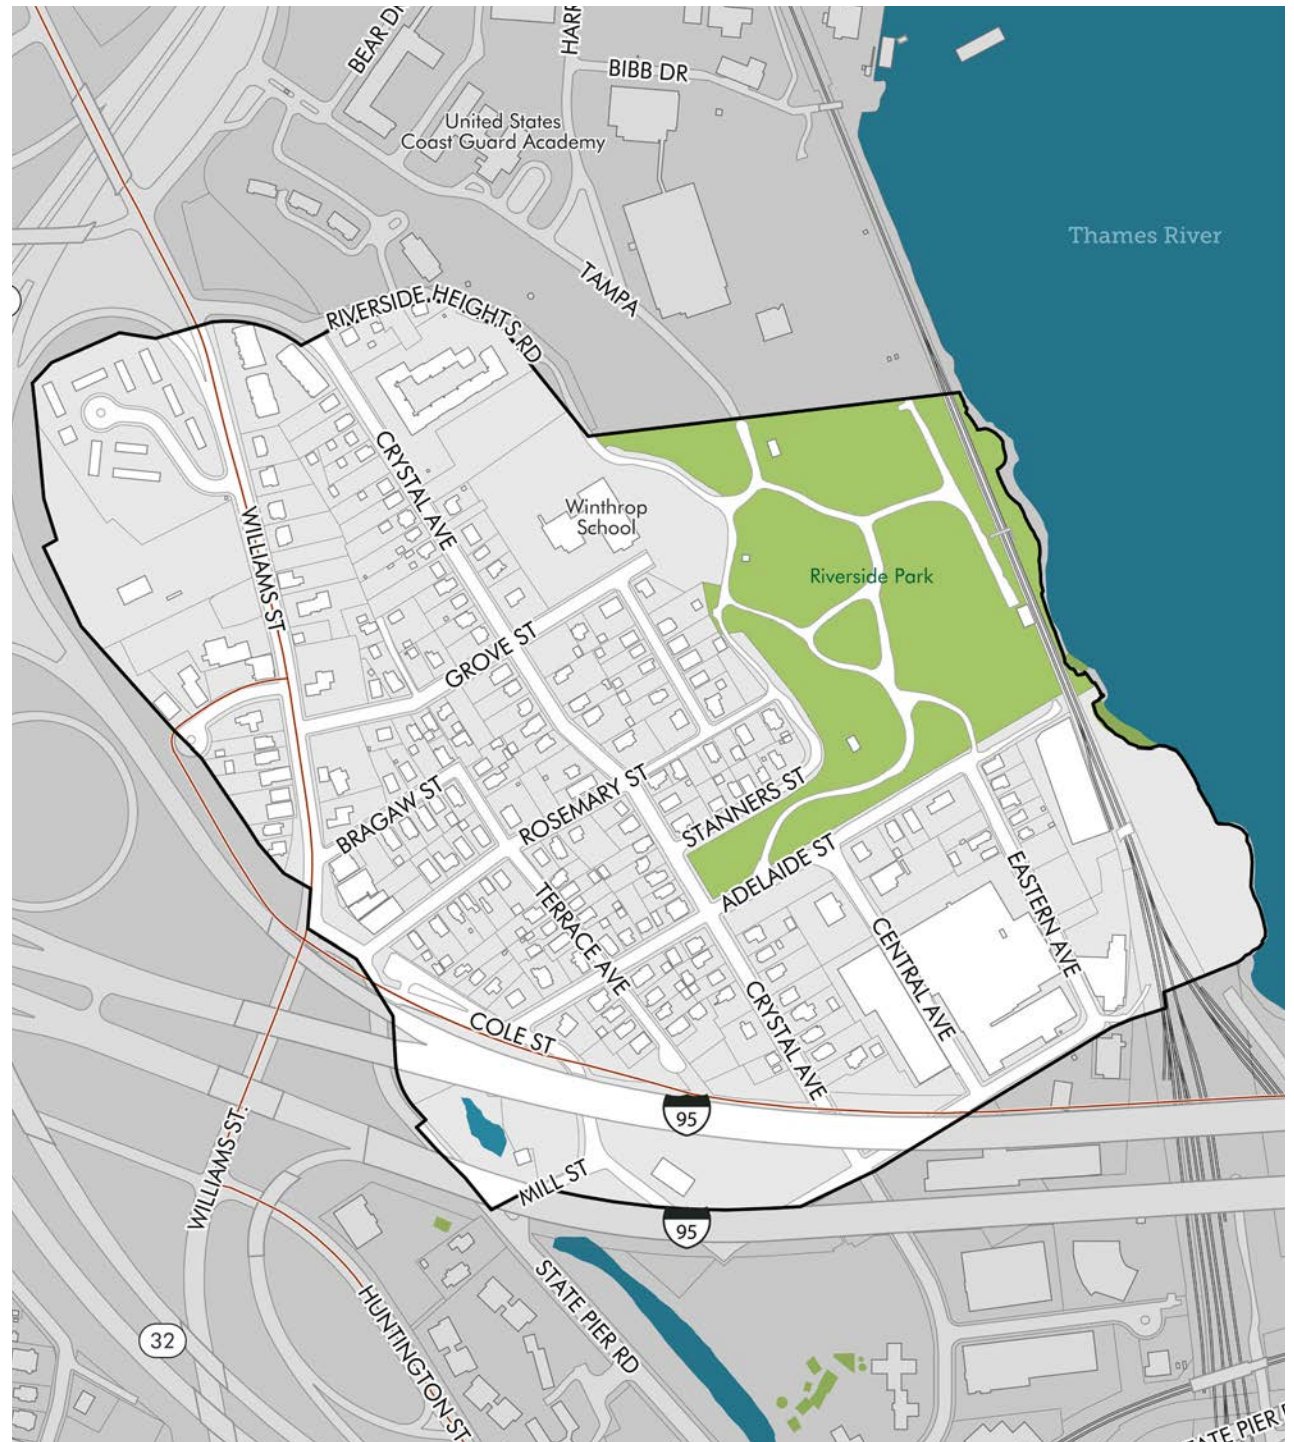 BEAR DR
HARR
BIBB DR
United States
Coast Guard Academy
Thames River
TAMPA
RIVERSIDE HEIGHTS RD
CRYSTAL AVE
Winthrop
School
WILLIAMS ST
Riverside Park
GROVE ST
BRAGAW ST
ROSEMARY ST
STANNERS ST
ADELAIDE ST
EASTERN AVE
TERRACE AVE
CENTRAL AVE
CRYSTAL AVE
COLE ST
95
WILLIAMS ST.
MILL ST
95
STATE PIER RD
HUNTINGTON ST
32
TATE PIER